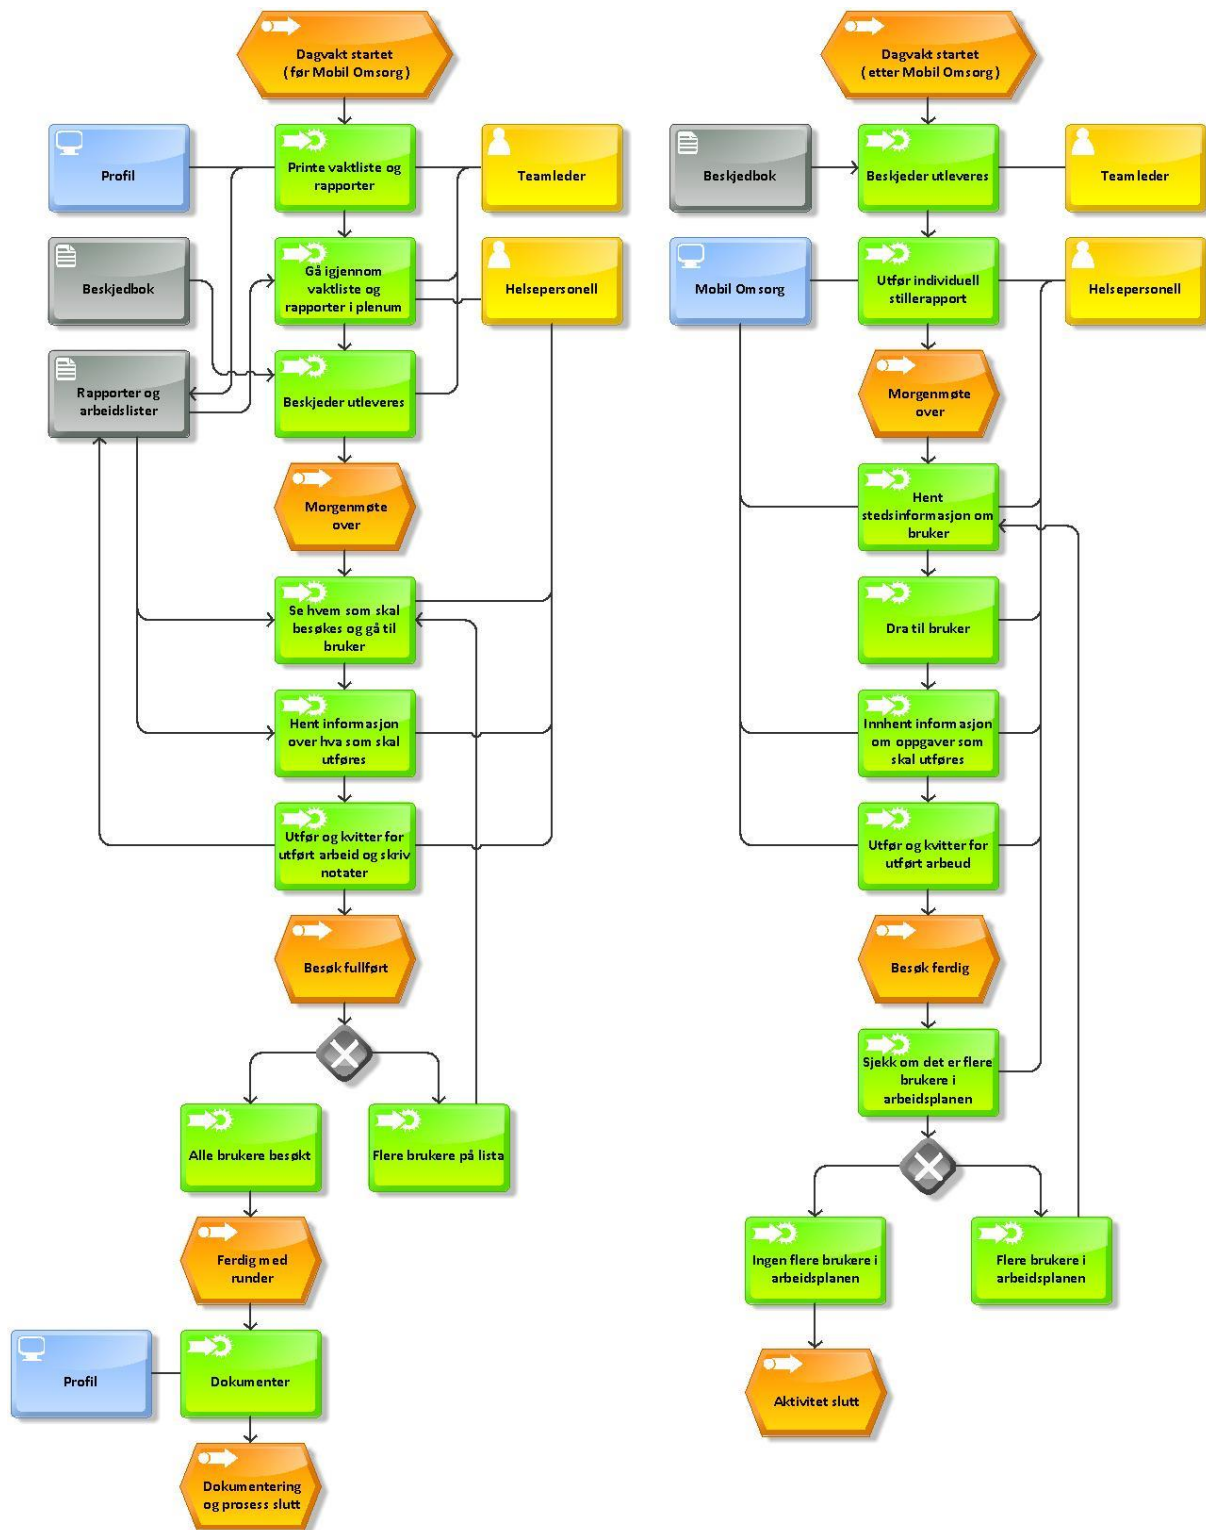 Dagvakt startet
(før Mobil Omsorg)
Profil
Printe vaktliste og
rapporter
Teamleder
Beskjedbok
Gå igjennom
vaktliste og
rapporter i plenum
Helsepersonell
Rapporter og
arbeidslister
Beskjeder utleveres
Morgenmøte
over
Se hvem som skal
besøkes og gå til
bruker
Hent informasjon
over hva som skal
utføres
Utfør og kvitter for
utført arbeid og skriv
notater
Besøk fullført
Alle brukere besøkt
Flere brukere på lista
Ferdig med
runder
Profil
Dokumenter
Dokumentering
og prosess slutt
Dagvakt startet
(etter Mobil Omsorg)
Beskjedbok
Beskjeder utleveres
Teamleder
Mobil Omsorg
Utfør individuell
stillerapport
Helsepersonell
Morgenmøte
over
Hent
stedsinformasjon om
bruker
Dra til bruker
Innhent informasjon
om oppgaver som
skal utføres
Utfør og kvitter for
utført arbeud
Besøk ferdig
Sjekk om det er flere
brukere i
arbeidsplanen
Ingen flere brukere i
arbeidsplanen
Flere brukere i
arbeidsplanen
Aktivitet slutt